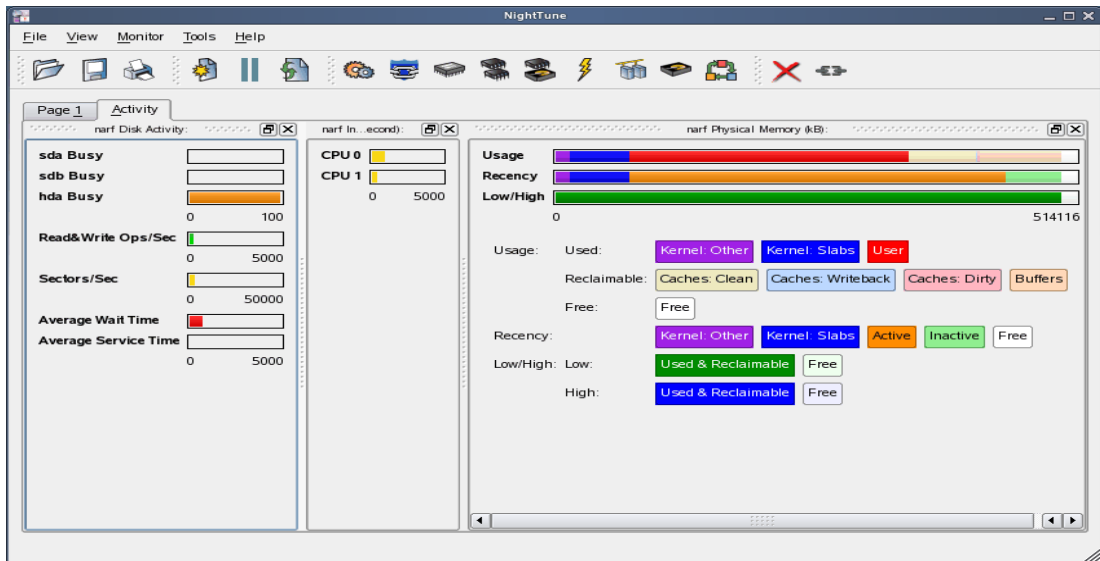 NightTune
File View Monitor Tools Help
Page 1 Activity
narf Disk Activity:
sda Busy
sdb Busy
hda Busy
0 100
Read&Write Ops/Sec
0 5000
Sectors/Sec
0 50000
Average Wait Time
Average Service Time
0 5000
narf In...econd):
CPU 0
CPU 1
0 5000
narf Physical Memory (kB):
Usage
Recency
Low/High
0 514116
Usage: Used: Kernel: Other Kernel: Slabs User
Reclaimable: Caches: Clean Caches: Writeback Caches: Dirty Buffers
Free: Free
Recency: Kernel: Other Kernel: Slabs Active Inactive Free
Low/High: Low: Used & Reclaimable Free
High: Used & Reclaimable Free